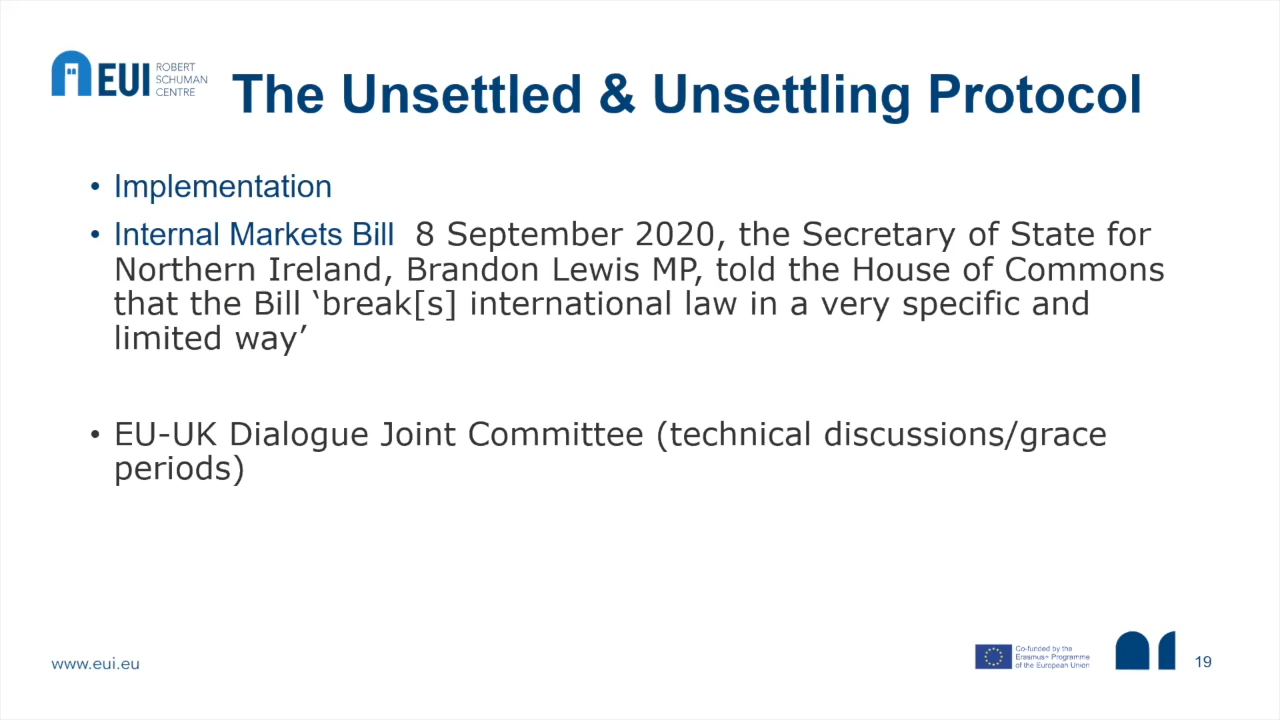 EUI
ROBERT
SCHUMAN
CENTRE
The Unsettled & Unsettling Protocol
• Implementation
• Internal Markets Bill 8 September 2020, the Secretary of State for
Northern Ireland, Brandon Lewis MP, told the House of Commons
that the Bill ‘break[s] international law in a very specific and
limited way’
• EU-UK Dialogue Joint Committee (technical discussions/grace
periods)
www.eui.eu
Co-funded by the
Erasmus+ Programme
of the European Union
19